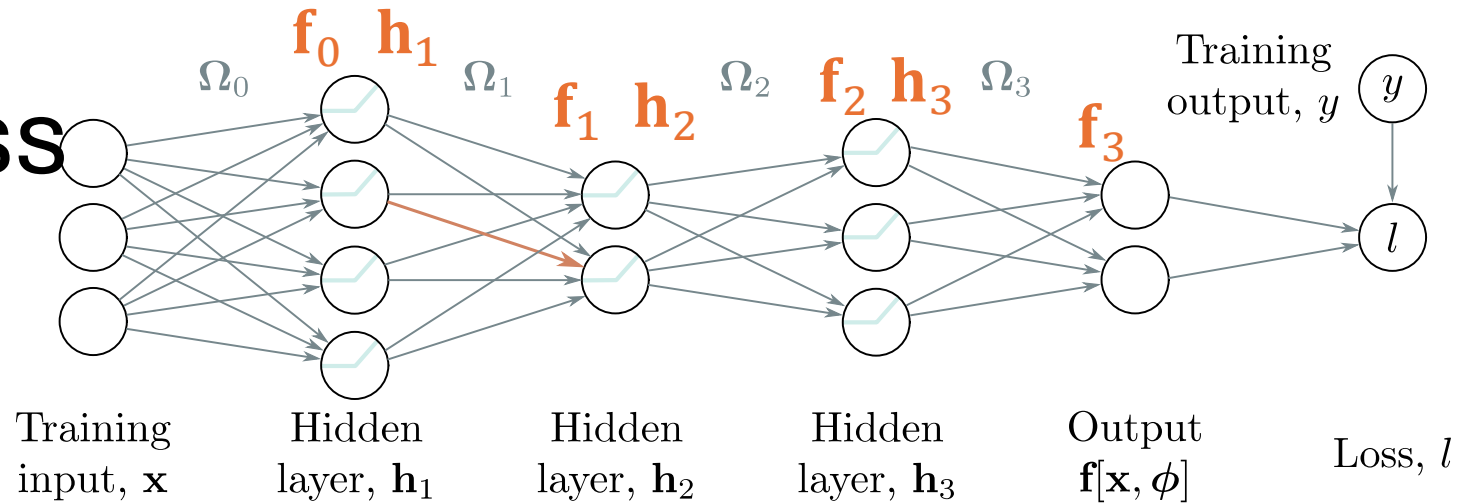 f₀ h₁
Ω₀
Ω₁
f₁ h₂
Ω₂
f₂ h₃
Ω₃
f₃
Training
output, y
y
ss
l
Training
input, x
Hidden
layer, h₁
Hidden
layer, h₂
Hidden
layer, h₃
Output
f[x, ϕ]
Loss, l